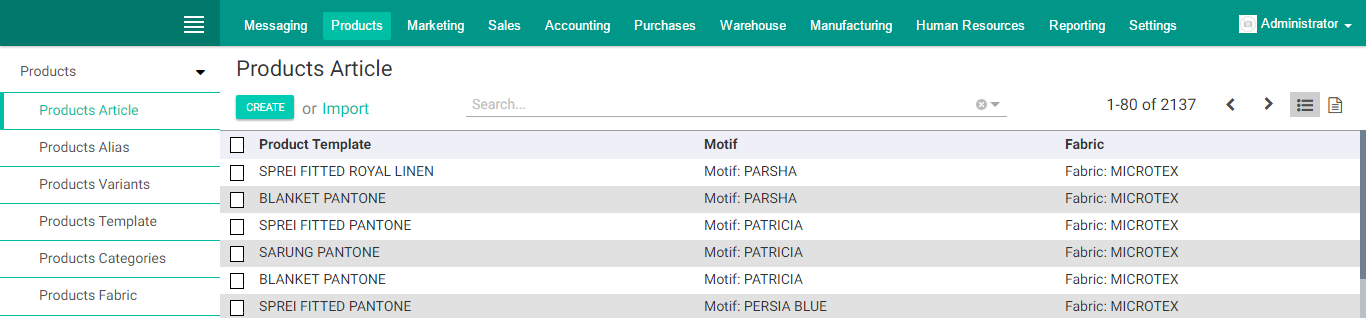 Messaging Products Marketing Sales Accounting Purchases Warehouse Manufacturing Human Resources Reporting Settings Administrator
Products
Products Article
Products Alias
Products Variants
Products Template
Products Categories
Products Fabric
Products Article
CREATE or Import Search... 1-80 of 2137
Product Template Motif Fabric
SPREI FITTED ROYAL LINEN Motif: PARSHA Fabric: MICROTEX
BLANKET PANTONE Motif: PARSHA Fabric: MICROTEX
SPREI FITTED PANTONE Motif: PATRICIA Fabric: MICROTEX
SARUNG PANTONE Motif: PATRICIA Fabric: MICROTEX
BLANKET PANTONE Motif: PATRICIA Fabric: MICROTEX
SPREI FITTED PANTONE Motif: PERSIA BLUE Fabric: MICROTEX